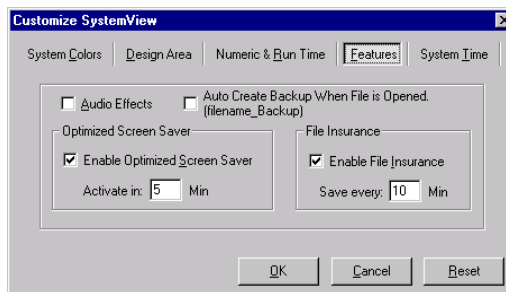 Customize SystemView
System Colors
Design Area
Numeric & Run Time
Features
System Time
Audio Effects
Auto Create Backup When File is Opened.
(filename_Backup)
Optimized Screen Saver
Enable Optimized Screen Saver
Activate in: 5 Min
File Insurance
Enable File Insurance
Save every: 10 Min
OK
Cancel
Reset